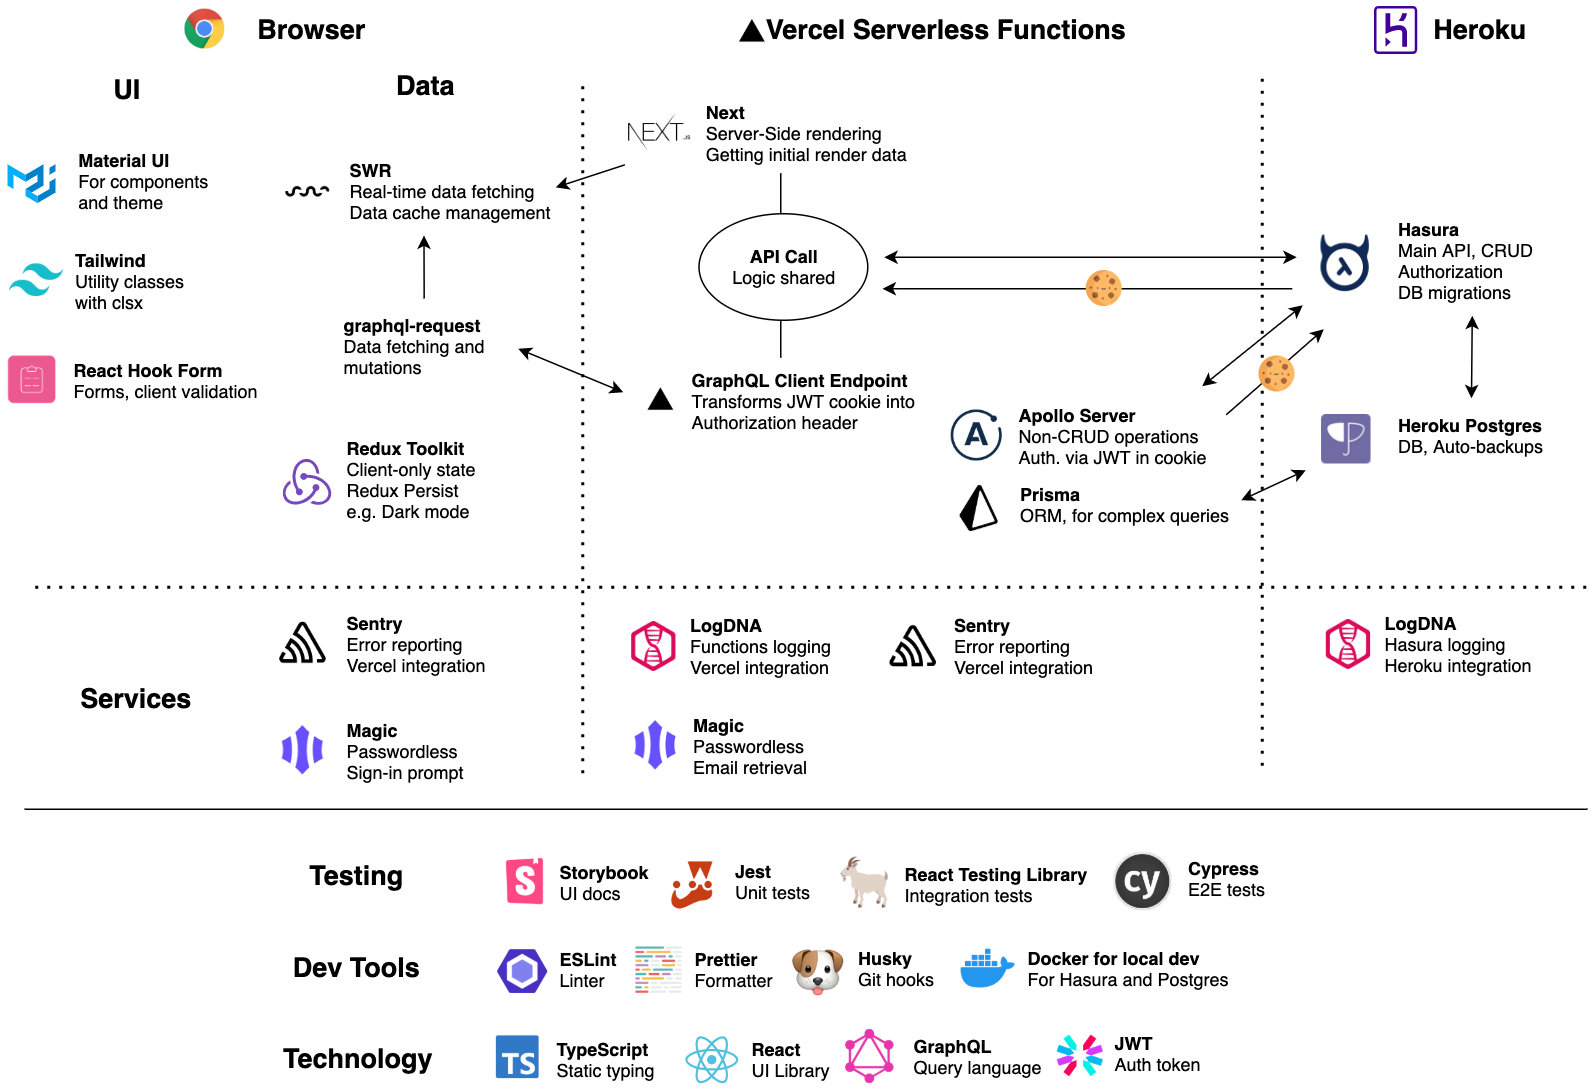 Browser
Vercel Serverless Functions
Heroku
UI
Data
Material UI
For components
and theme
Tailwind
Utility classes
with clsx
React Hook Form
Forms, client validation
SWR
Real-time data fetching
Data cache management
graphql-request
Data fetching and
mutations
Redux Toolkit
Client-only state
Redux Persist
e.g. Dark mode
NEXT.JS
Next
Server-Side rendering
Getting initial render data
API Call
Logic shared
GraphQL Client Endpoint
Transforms JWT cookie into
Authorization header
Apollo Server
Non-CRUD operations
Auth. via JWT in cookie
Prisma
ORM, for complex queries
Hasura
Main API, CRUD
Authorization
DB migrations
Heroku Postgres
DB, Auto-backups
Services
Sentry
Error reporting
Vercel integration
Magic
Passwordless
Sign-in prompt
LogDNA
Functions logging
Vercel integration
Magic
Passwordless
Email retrieval
Sentry
Error reporting
Vercel integration
LogDNA
Hasura logging
Heroku integration
Testing
Storybook
UI docs
Jest
Unit tests
React Testing Library
Integration tests
cy
Cypress
E2E tests
Dev Tools
ESLint
Linter
Prettier
Formatter
Husky
Git hooks
Docker for local dev
For Hasura and Postgres
Technology
TS
TypeScript
Static typing
React
UI Library
GraphQL
Query language
JWT
Auth token